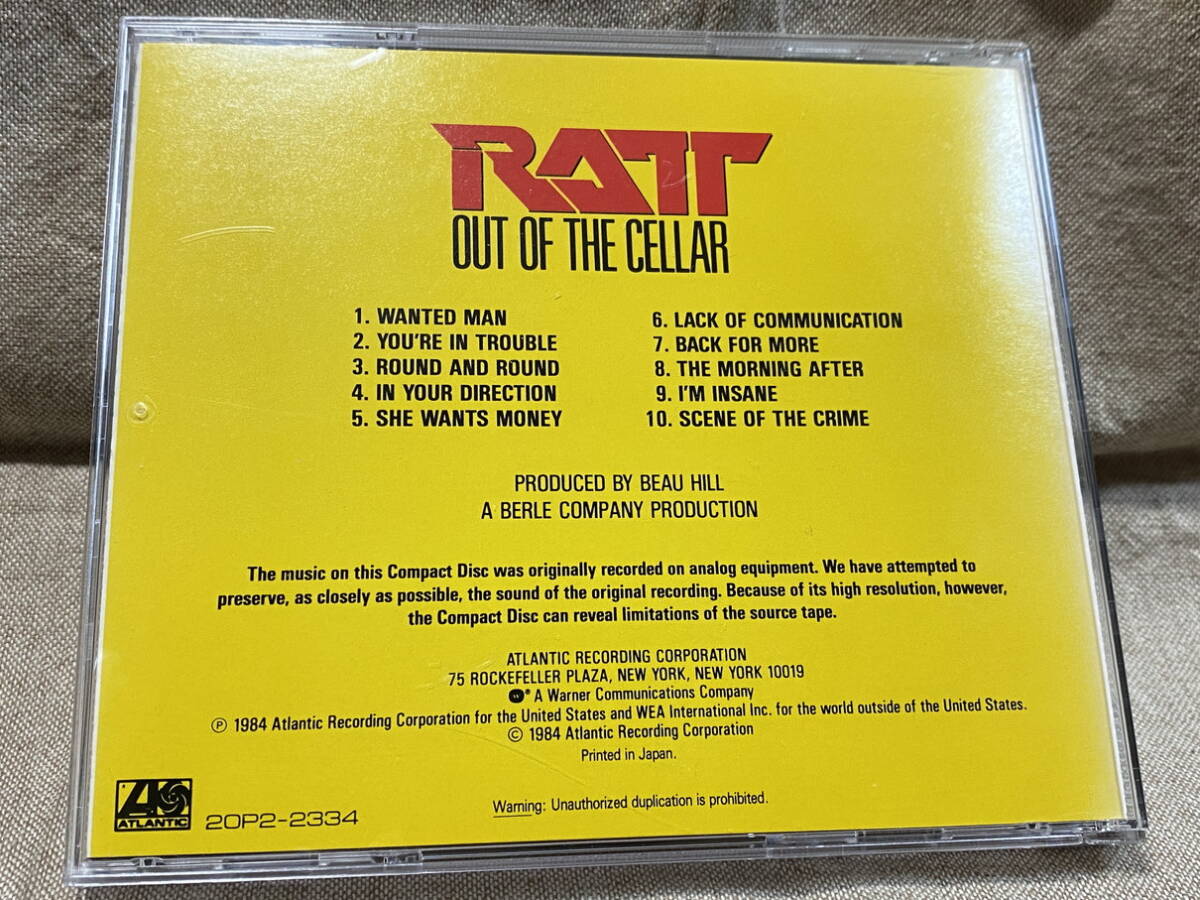 RATT
OUT OF THE CELLAR
1. WANTED MAN
2. YOU'RE IN TROUBLE
3. ROUND AND ROUND
4. IN YOUR DIRECTION
5. SHE WANTS MONEY
6. LACK OF COMMUNICATION
7. BACK FOR MORE
8. THE MORNING AFTER
9. I'M INSANE
10. SCENE OF THE CRIME
PRODUCED BY BEAU HILL
A BERLE COMPANY PRODUCTION
The music on this Compact Disc was originally recorded on analog equipment. We have attempted to
preserve, as closely as possible, the sound of the original recording. Because of its high resolution, however,
the Compact Disc can reveal limitations of the source tape.
ATLANTIC RECORDING CORPORATION
75 ROCKEFELLER PLAZA, NEW YORK, NEW YORK 10019
A Warner Communications Company
℗ 1984 Atlantic Recording Corporation for the United States and WEA International Inc. for the world outside of the United States.
© 1984 Atlantic Recording Corporation
Printed in Japan.
Warning: Unauthorized duplication is prohibited.
ATLANTIC
20P2-2334